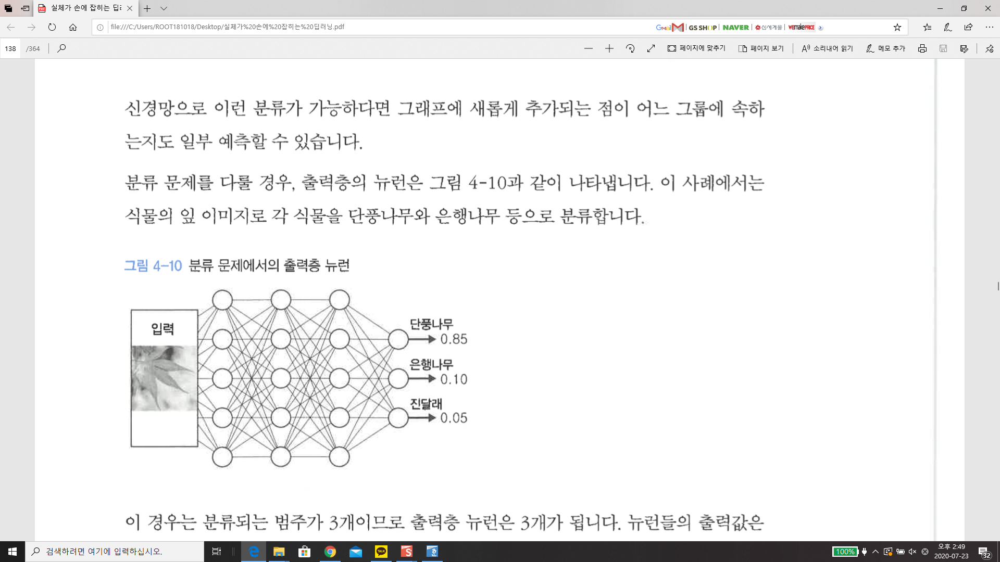 실체가 손에 잡히는 딥러
file:///C:/Users/ROOT181018/Desktop/실체가%20손에%20잡히는%20딥러닝.pdf
Gmail GS SHOP NAVER 신세계몰 WEMAKEPRICE
138 /364 페이지에 맞추기 페이지 보기 소리내어 읽기 메모 추가
신경망으로 이런 분류가 가능하다면 그래프에 새롭게 추가되는 점이 어느 그룹에 속하
는지도 일부 예측할 수 있습니다.
분류 문제를 다룰 경우, 출력층의 뉴런은 그림 4-10과 같이 나타냅니다. 이 사례에서는
식물의 잎 이미지로 각 식물을 단풍나무와 은행나무 등으로 분류합니다.
그림 4-10 분류 문제에서의 출력층 뉴런
입력
단풍나무
0.85
은행나무
0.10
진달래
0.05
이 경우는 분류되는 범주가 3개이므로 출력층 뉴런은 3개가 됩니다. 뉴런들의 출력값은
검색하려면 여기에 입력하십시오.
TALK
100%
오후 2:49
2020-07-23
32